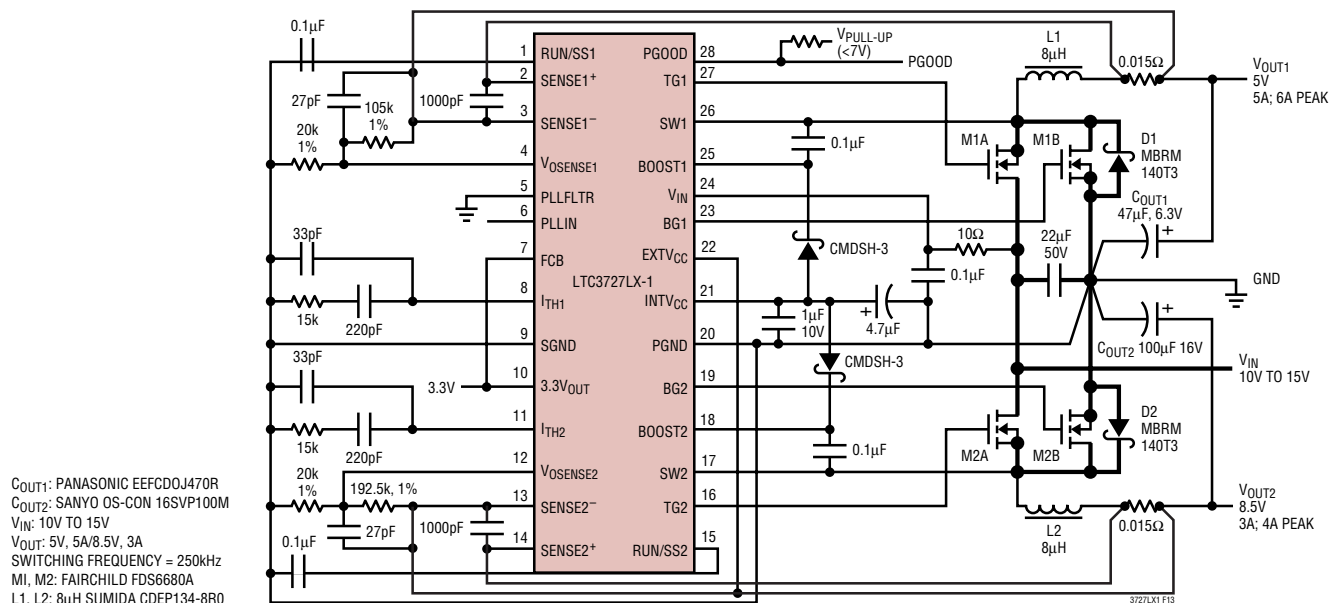 0.1µF
27pF
105k
1%
20k
1%
1000pF
33pF
15k
220pF
33pF
15k
220pF
20k
1%
192.5k, 1%
27pF
1000pF
0.1µF
3.3V
1 RUN/SS1
2 SENSE1+
3 SENSE1−
4 VOSENSE1
5 PLLFLTR
6 PLLIN
7 FCB
8 ITH1
9 SGND
10 3.3VOUT
11 ITH2
12 VOSENSE2
13 SENSE2−
14 SENSE2+
LTC3727LX-1
PGOOD 28
TG1 27
SW1 26
BOOST1 25
VIN 24
BG1 23
EXTVCC 22
INTVCC 21
PGND 20
BG2 19
BOOST2 18
SW2 17
TG2 16
RUN/SS2 15
VPULL-UP
(<7V)
PGOOD
L1
8µH
0.015Ω
VOUT1
5V
5A; 6A PEAK
0.1µF
M1A
M1B
D1
MBRM
140T3
COUT1
47µF, 6.3V
CMDSH-3
10Ω
0.1µF
22µF
50V
GND
1µF
10V
4.7µF
COUT2 100µF 16V
CMDSH-3
VIN
10V TO 15V
D2
MBRM
140T3
M2A
M2B
0.1µF
VOUT2
8.5V
3A; 4A PEAK
L2
8µH
0.015Ω
3727LX1 F13
COUT1: PANASONIC EEFCDOJ470R
COUT2: SANYO OS-CON 16SVP100M
VIN: 10V TO 15V
VOUT: 5V, 5A/8.5V, 3A
SWITCHING FREQUENCY = 250kHz
MI, M2: FAIRCHILD FDS6680A
L1, L2: 8µH SUMIDA CDEP134-8R0